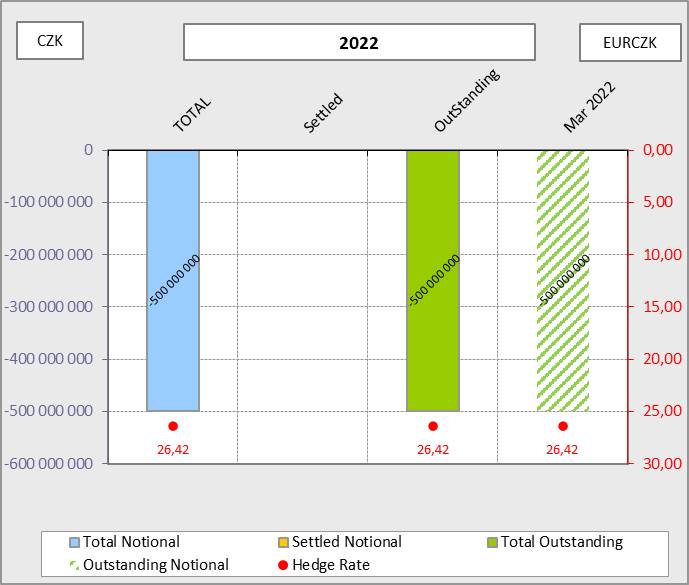 CZK
2022
EURCZK
TOTAL
Settled
OutStanding
Mar 2022
0
-100 000 000
-200 000 000
-300 000 000
-400 000 000
-500 000 000
-600 000 000
0,00
5,00
10,00
15,00
20,00
25,00
30,00
-500 000 000
-500 000 000
-500 000 000
26,42
26,42
26,42
Total Notional
Settled Notional
Total Outstanding
Outstanding Notional
Hedge Rate